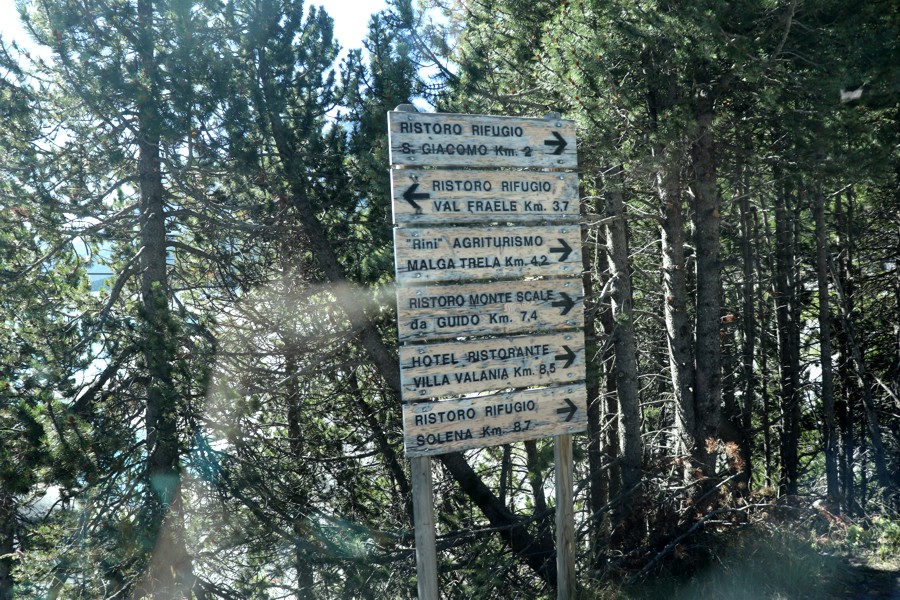 RISTORO RIFUGIO
S. GIACOMO Km. 2
RISTORO RIFUGIO
VAL FRAELE Km. 3.7
"Rini" AGRITURISMO
MALGA TRELA Km. 4.2
RISTORO MONTE SCALE
da GUIDO Km. 7.4
HOTEL RISTORANTE
VILLA VALANIA Km. 8,5
RISTORO RIFUGIO
SOLENA Km. 8.7